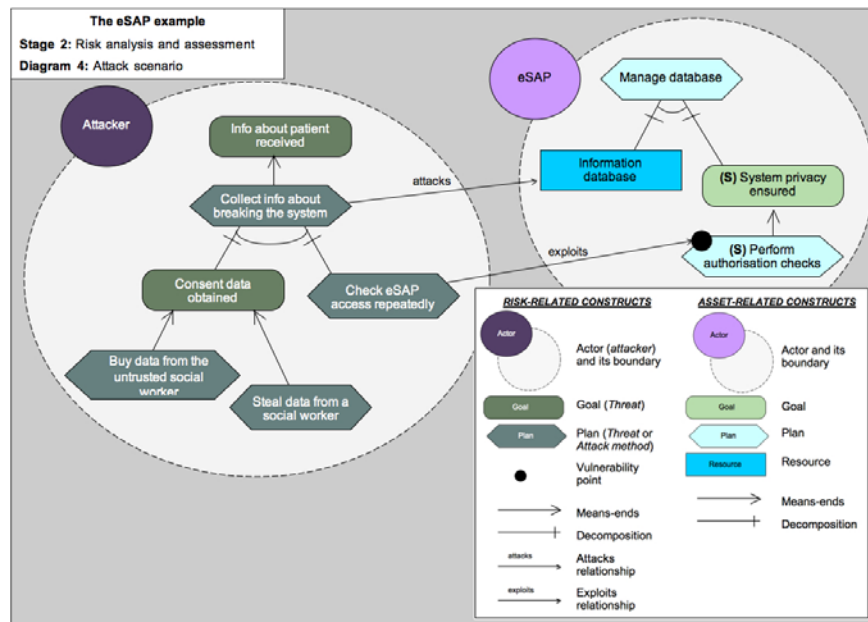 The eSAP example
Stage 2: Risk analysis and assessment
Diagram 4: Attack scenario
Attacker
Info about patient
received
Collect info about
breaking the system
Consent data
obtained
Check eSAP
access repeatedly
Buy data from the
untrusted social
worker
Steal data from a
social worker
attacks
exploits
eSAP
Manage database
Information
database
(S) System privacy
ensured
(S) Perform
authorisation checks
RISK-RELATED CONSTRUCTS
Actor
Actor (attacker)
and its boundary
Goal
Goal (Threat)
Plan
Plan (Threat or
Attack method)
Vulnerability
point
Means-ends
Decomposition
attacks
Attacks
relationship
exploits
Exploits
relationship
ASSET-RELATED CONSTRUCTS
Actor
Actor and its
boundary
Goal
Goal
Plan
Plan
Resource
Resource
Means-ends
Decomposition